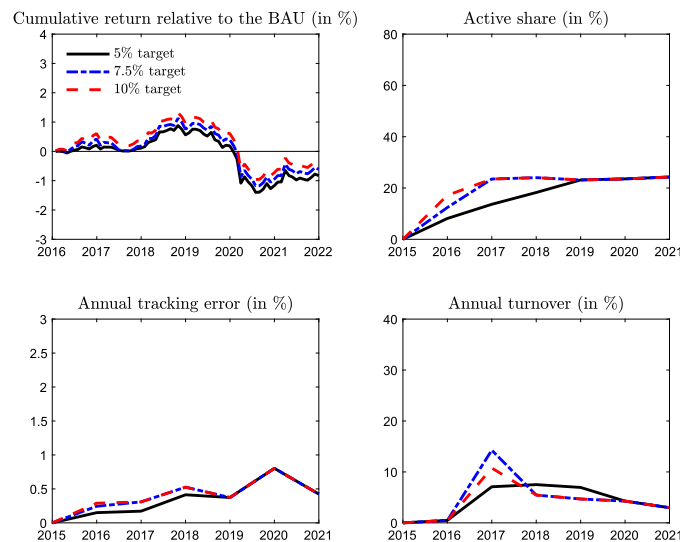 Cumulative return relative to the BAU (in %)
4
3
2
1
0
-1
-2
-3
5% target
7.5% target
10% target
2016 2017 2018 2019 2020 2021 2022
Active share (in %)
80
60
40
20
0
2015 2016 2017 2018 2019 2020 2021
Annual tracking error (in %)
3
2.5
2
1.5
1
0.5
0
2015 2016 2017 2018 2019 2020 2021
Annual turnover (in %)
40
30
20
10
0
2015 2016 2017 2018 2019 2020 2021